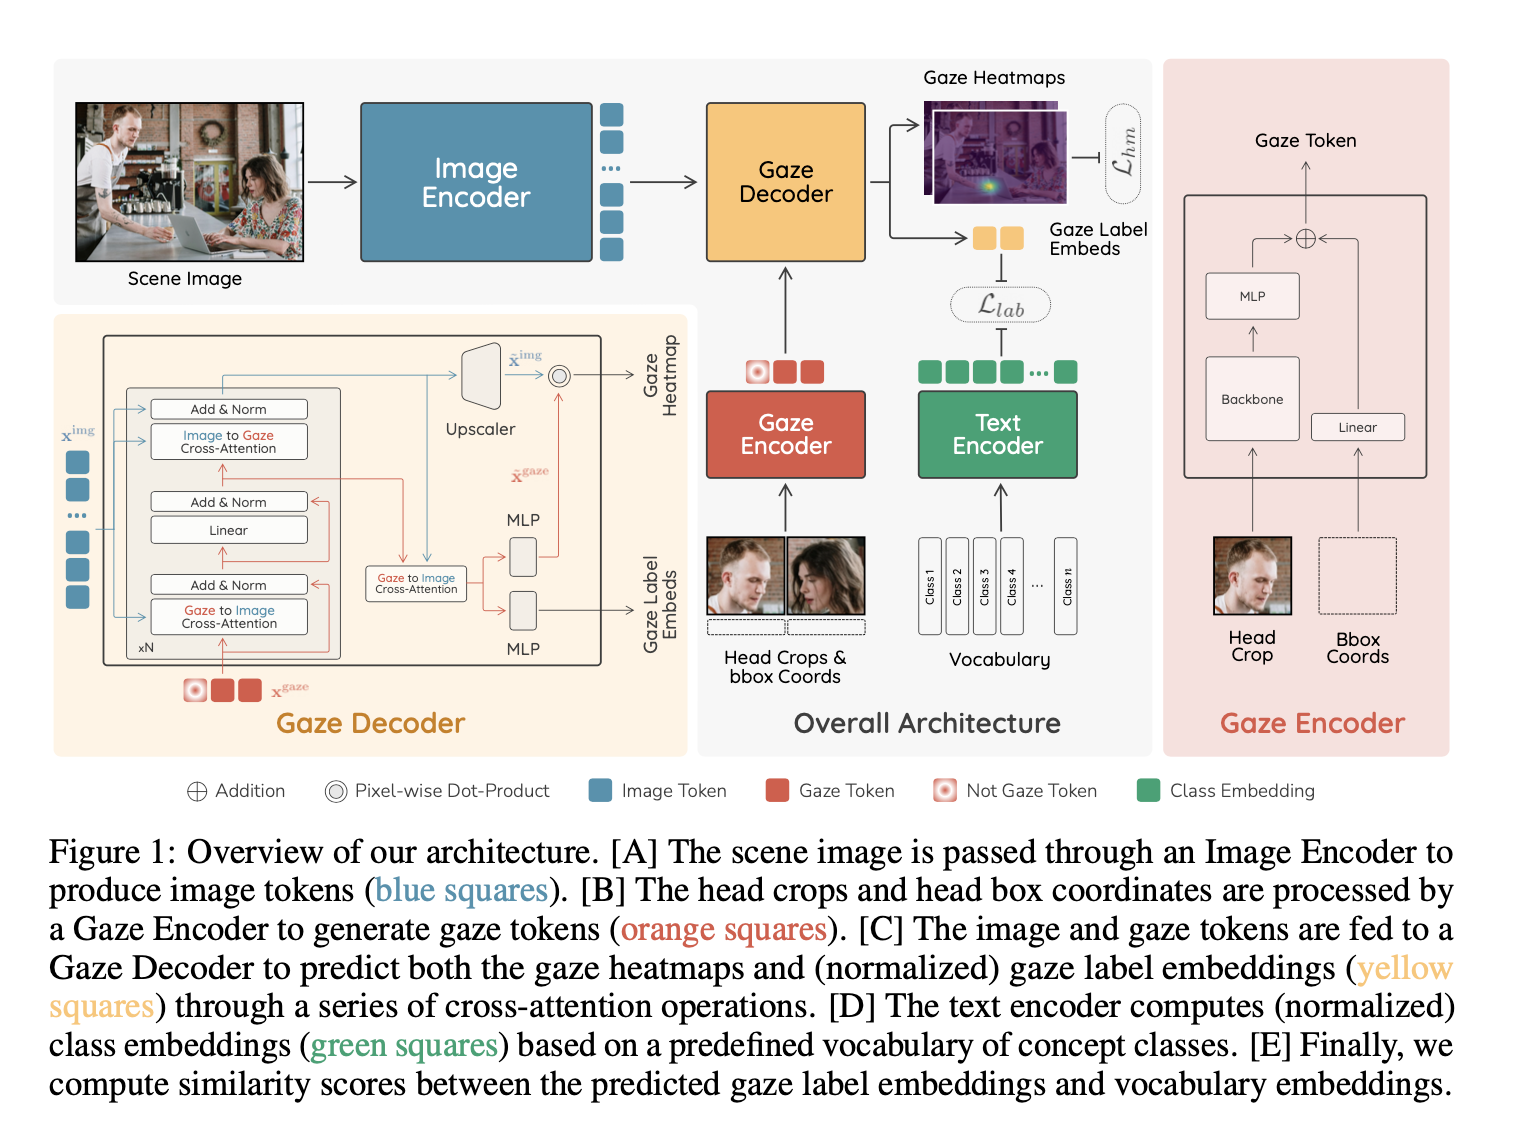 Gaze Heatmaps
Image
Encoder
...
Gaze
Decoder
ℒhm
Scene Image
Gaze Label
Embeds
ℒlab
Gaze
Encoder
Text
Encoder
...
Class 1
Class 2
Class 3
Class 4
...
Class n
Head Crops &
bbox Coords
Vocabulary
Overall Architecture
x^img
...
Add & Norm
Image to Gaze
Cross-Attention
Add & Norm
Linear
Add & Norm
Gaze to Image
Cross-Attention
xN
x^gaze
Upscaler
x̃^img
x̃^gaze
Gaze to Image
Cross-Attention
MLP
MLP
Gaze
Heatmap
Gaze Label
Embeds
Gaze Decoder
Gaze Token
MLP
Backbone
Linear
Head
Crop
Bbox
Coords
Gaze Encoder
Addition
Pixel-wise Dot-Product
Image Token
Gaze Token
Not Gaze Token
Class Embedding
Figure 1: Overview of our architecture. [A] The scene image is passed through an Image Encoder to
produce image tokens (blue squares). [B] The head crops and head box coordinates are processed by
a Gaze Encoder to generate gaze tokens (orange squares). [C] The image and gaze tokens are fed to a
Gaze Decoder to predict both the gaze heatmaps and (normalized) gaze label embeddings (yellow
squares) through a series of cross-attention operations. [D] The text encoder computes (normalized)
class embeddings (green squares) based on a predefined vocabulary of concept classes. [E] Finally, we
compute similarity scores between the predicted gaze label embeddings and vocabulary embeddings.